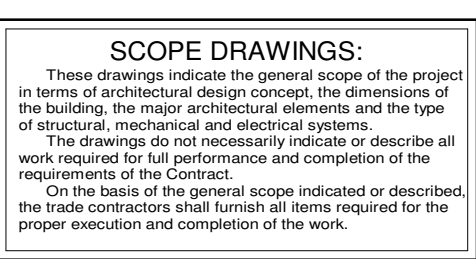 SCOPE DRAWINGS:
These drawings indicate the general scope of the project
in terms of architectural design concept, the dimensions of
the building, the major architectural elements and the type
of structural, mechanical and electrical systems.
The drawings do not necessarily indicate or describe all
work required for full performance and completion of the
requirements of the Contract.
On the basis of the general scope indicated or described,
the trade contractors shall furnish all items required for the
proper execution and completion of the work.